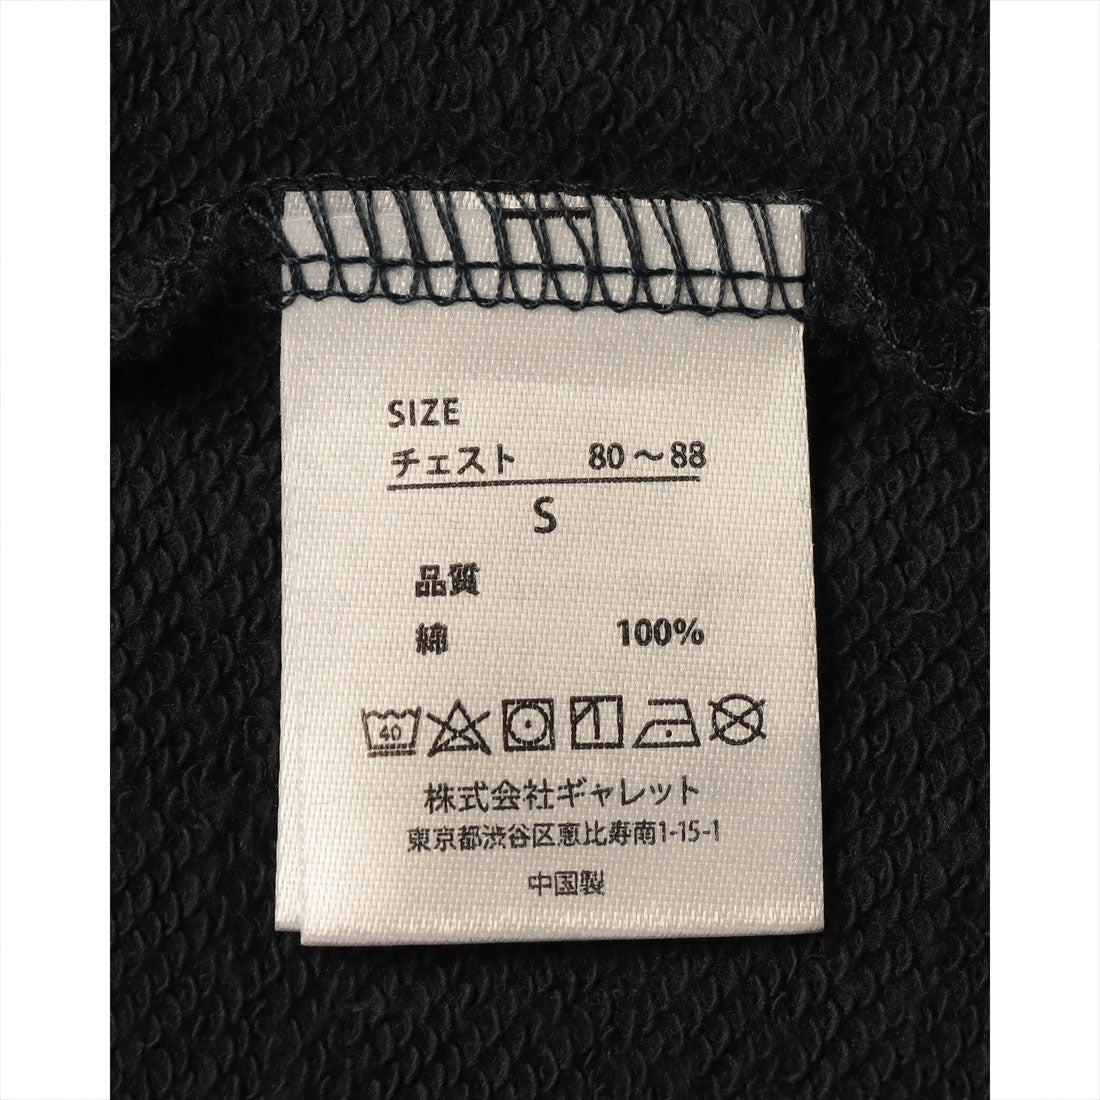 SIZE
チェスト 80～88
S
品質
綿 100%
40
株式会社ギャレット
東京都渋谷区恵比寿南1-15-1
中国製